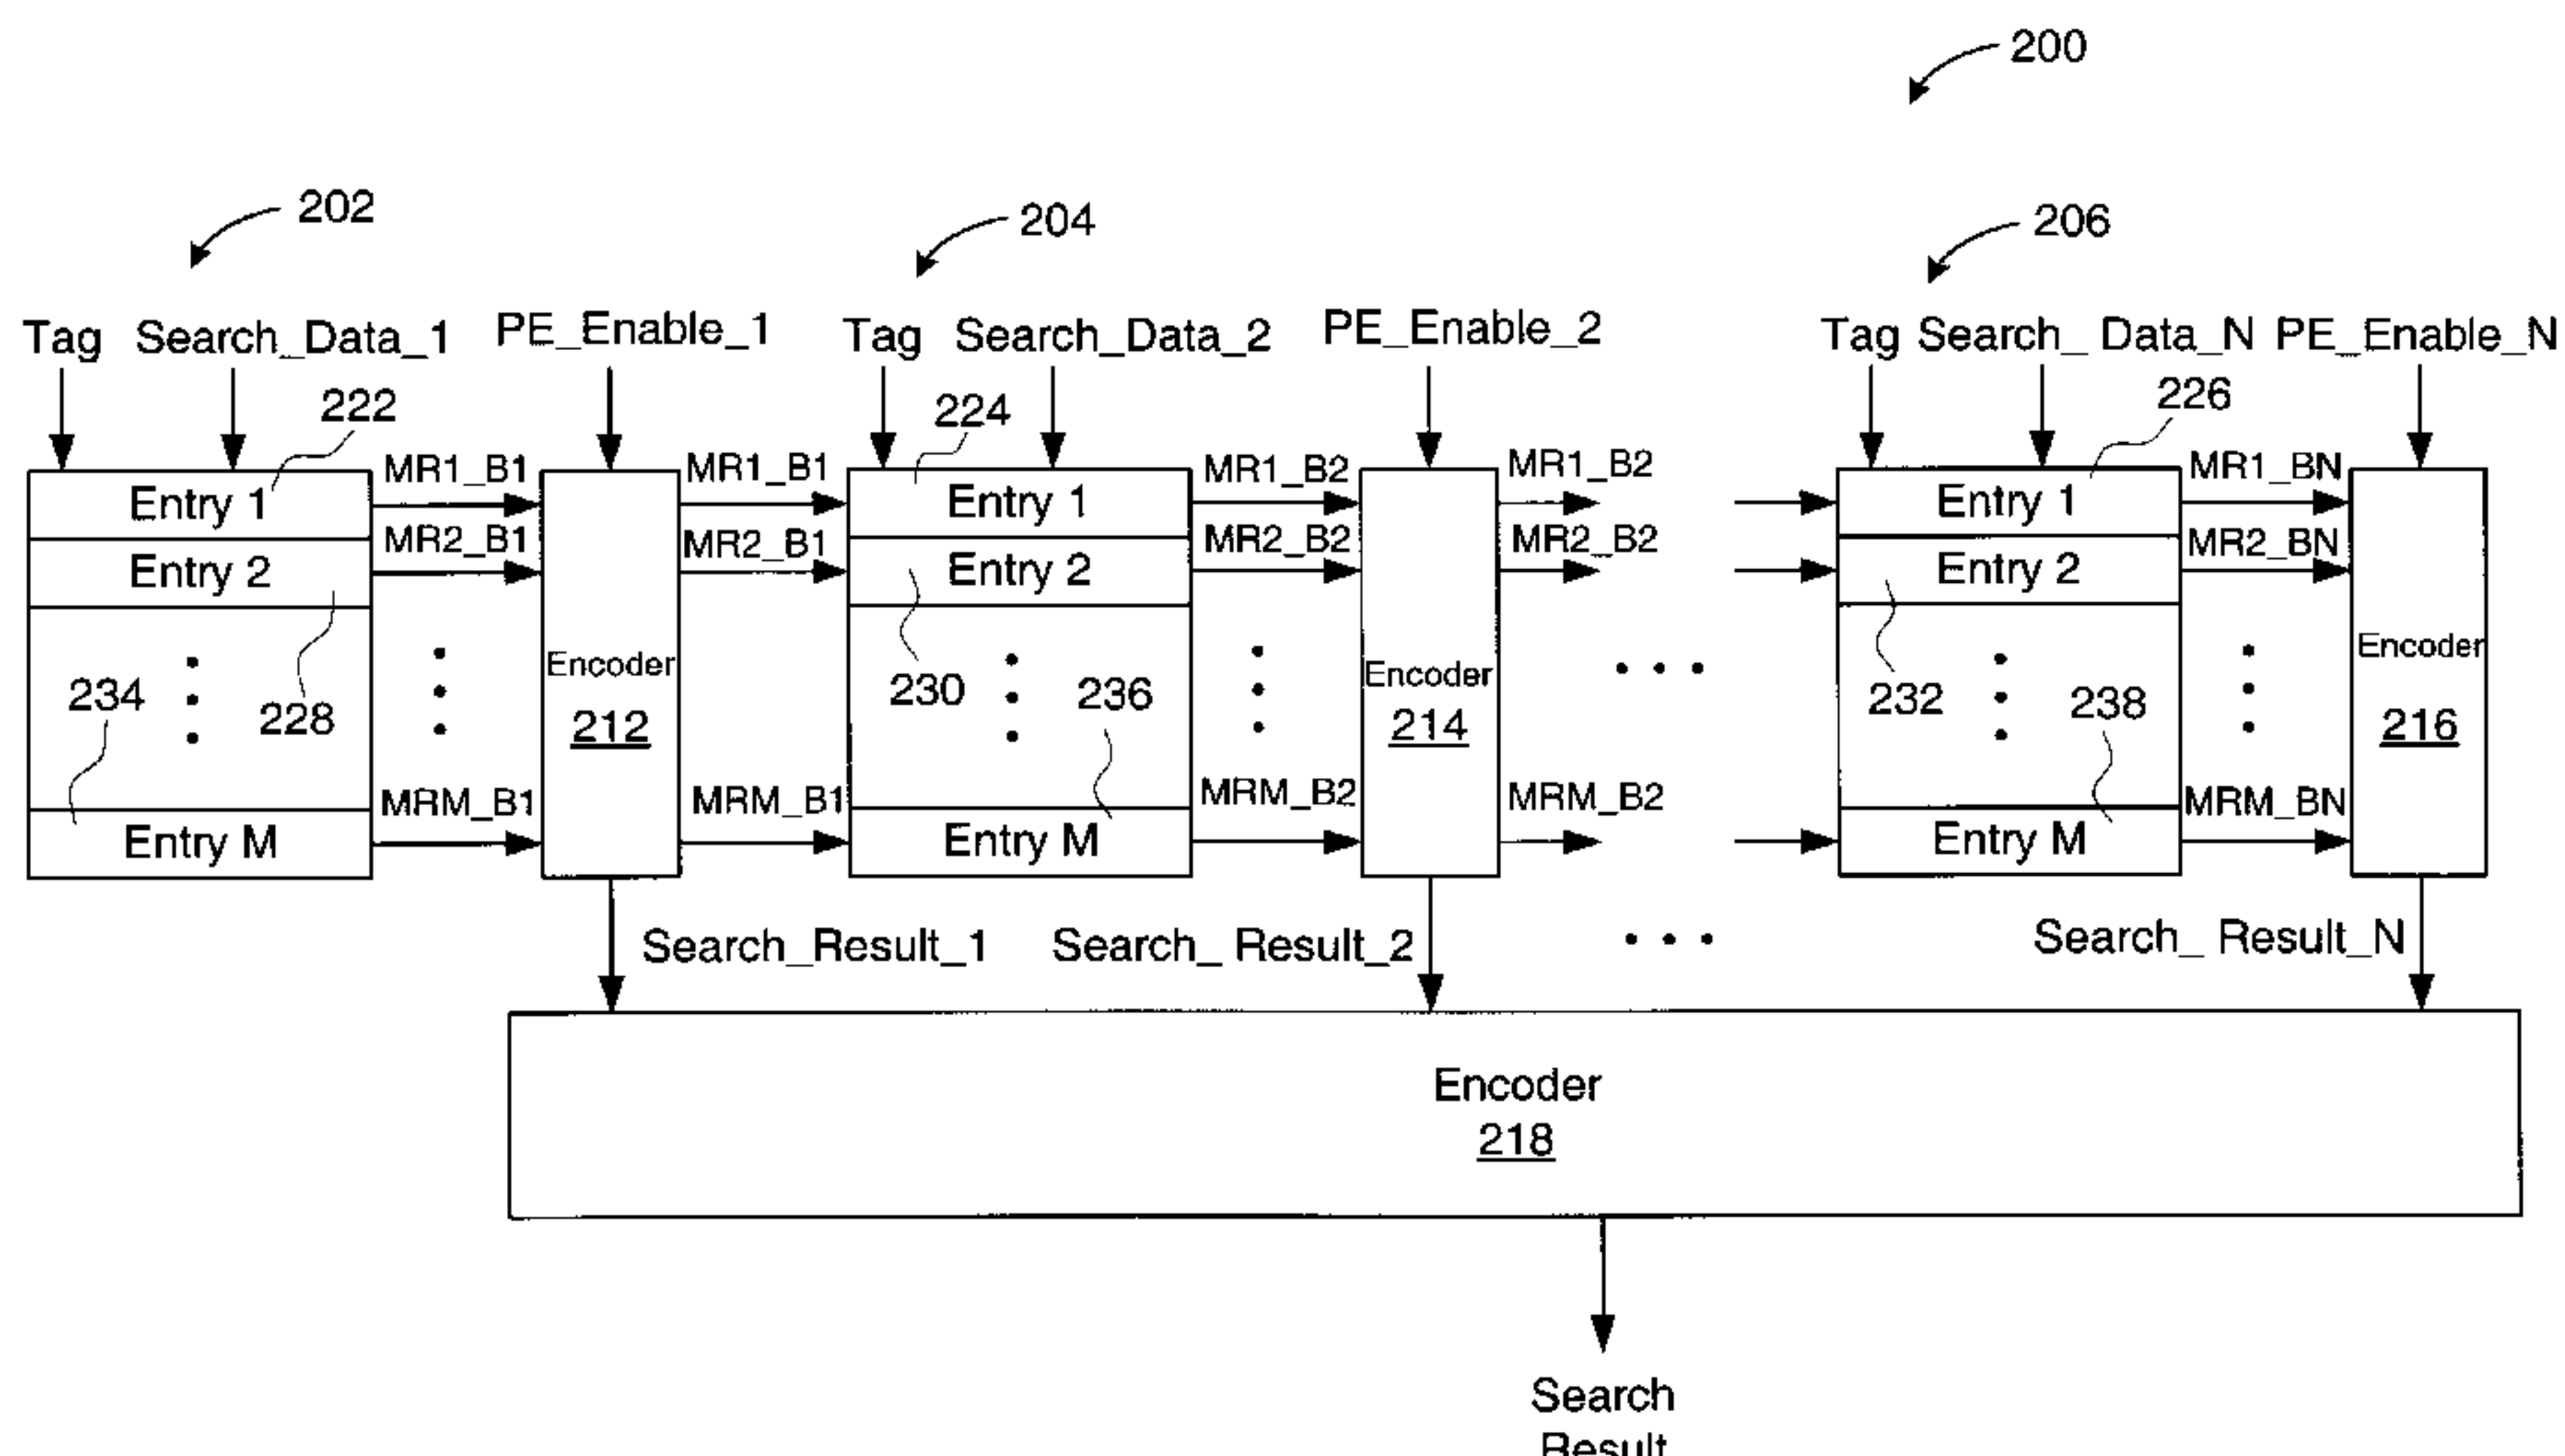 200
202
204
206
Tag Search_Data_1 PE_Enable_1 Tag Search_Data_2 PE_Enable_2 Tag Search_ Data_N PE_Enable_N
222
224
226
MR1_B1 MR1_B1 MR1_B2 MR1_B2 MR1_BN
Entry 1 Entry 1 Entry 1
MR2_B1 MR2_B1 MR2_B2 MR2_B2 MR2_BN
Entry 2 Entry 2 Entry 2
Encoder Encoder Encoder
212 214 216
234 228 230 236 232 238
MRM_B1 MRM_B1 MRM_B2 MRM_B2 MRM_BN
Entry M Entry M Entry M
Search_Result_1 Search_ Result_2 Search_ Result_N
Encoder
218
Search
Result